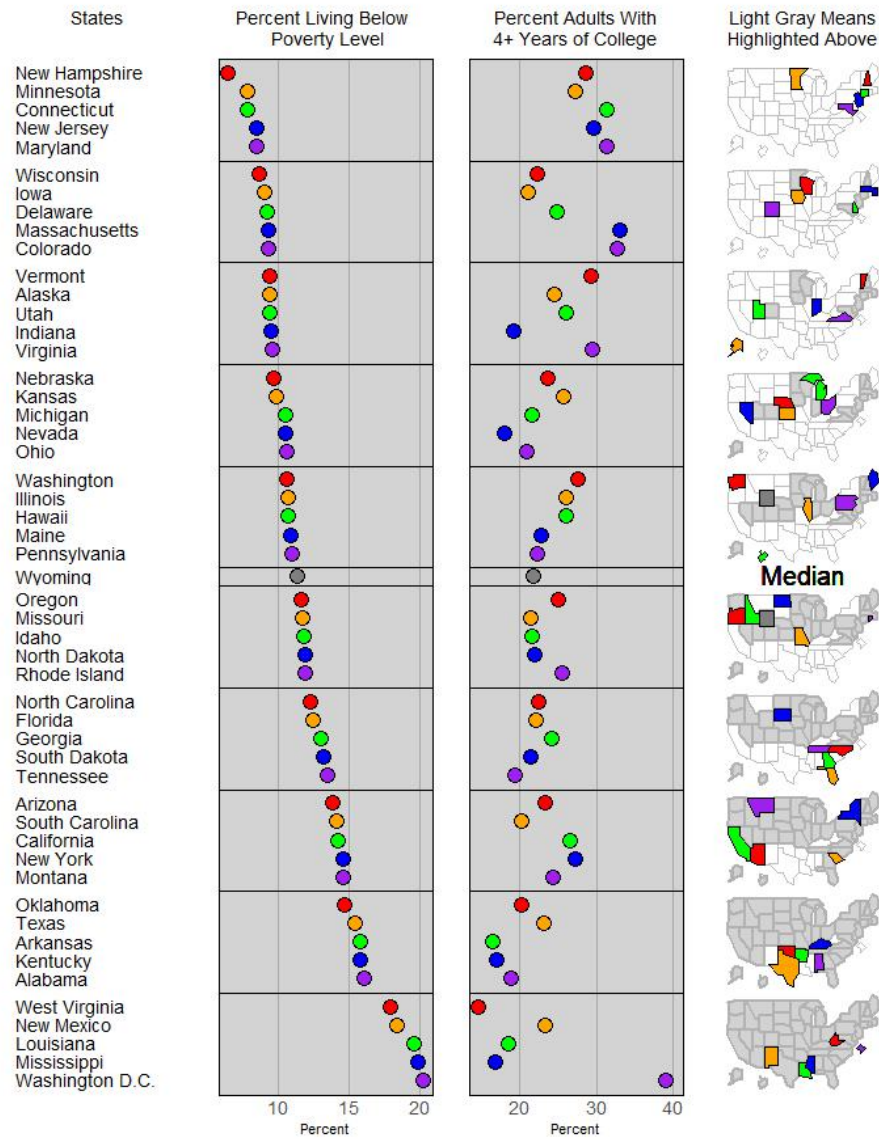 States
Percent Living Below
Poverty Level
Percent Adults With
4+ Years of College
Light Gray Means
Highlighted Above
New Hampshire
Minnesota
Connecticut
New Jersey
Maryland
Wisconsin
Iowa
Delaware
Massachusetts
Colorado
Vermont
Alaska
Utah
Indiana
Virginia
Nebraska
Kansas
Michigan
Nevada
Ohio
Washington
Illinois
Hawaii
Maine
Pennsylvania
Wyoming
Median
Oregon
Missouri
Idaho
North Dakota
Rhode Island
North Carolina
Florida
Georgia
South Dakota
Tennessee
Arizona
South Carolina
California
New York
Montana
Oklahoma
Texas
Arkansas
Kentucky
Alabama
West Virginia
New Mexico
Louisiana
Mississippi
Washington D.C.
10 15 20
20 30 40
Percent
Percent